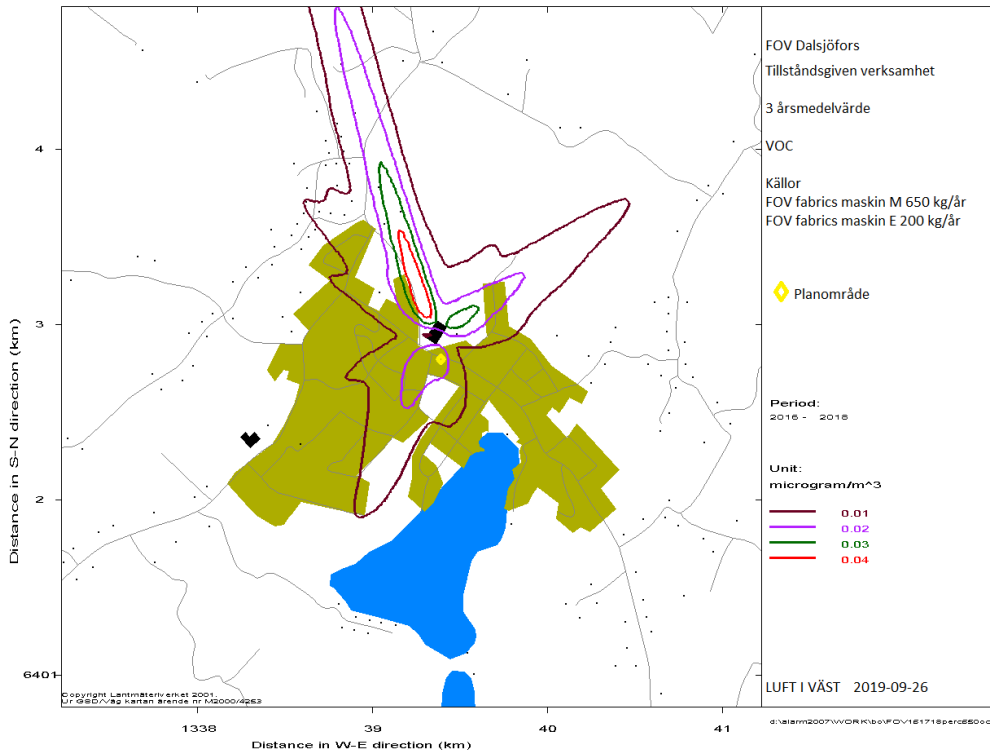 FOV Dalsjöfors
Tillståndsgiven verksamhet
3 årsmedelvärde
VOC
Källor
FOV fabrics maskin M 650 kg/år
FOV fabrics maskin E 200 kg/år
Planområde
Period:
2016 - 2018
Unit:
microgram/m^3
0.01
0.02
0.03
0.04
LUFT I VÄST 2019-09-26
Distance in S-N direction (km)
4
3
2
6401
Copyright Lantmäteriverket 2001.
Ur GSD/Väg kartan ärende nr M2000/4263
1338
39
40
41
Distance in W-E direction (km)